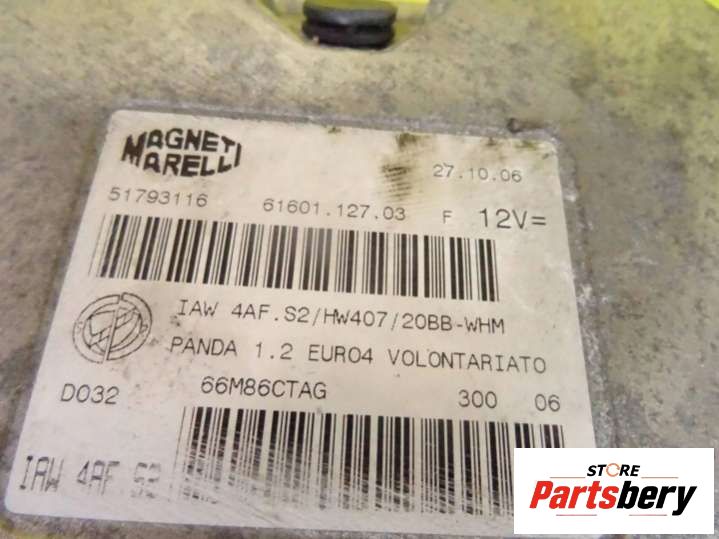 MAGNETI
MARELLI
27.10.06
51793116 61601.127.03 F 12V=
IAW 4AF.S2/HW407/20BB-WHM
PANDA 1.2 EURO4 VOLONTARIATO
D032 66M86CTAG 300 06
IAW 4AF.S2
STORE
Partsbery